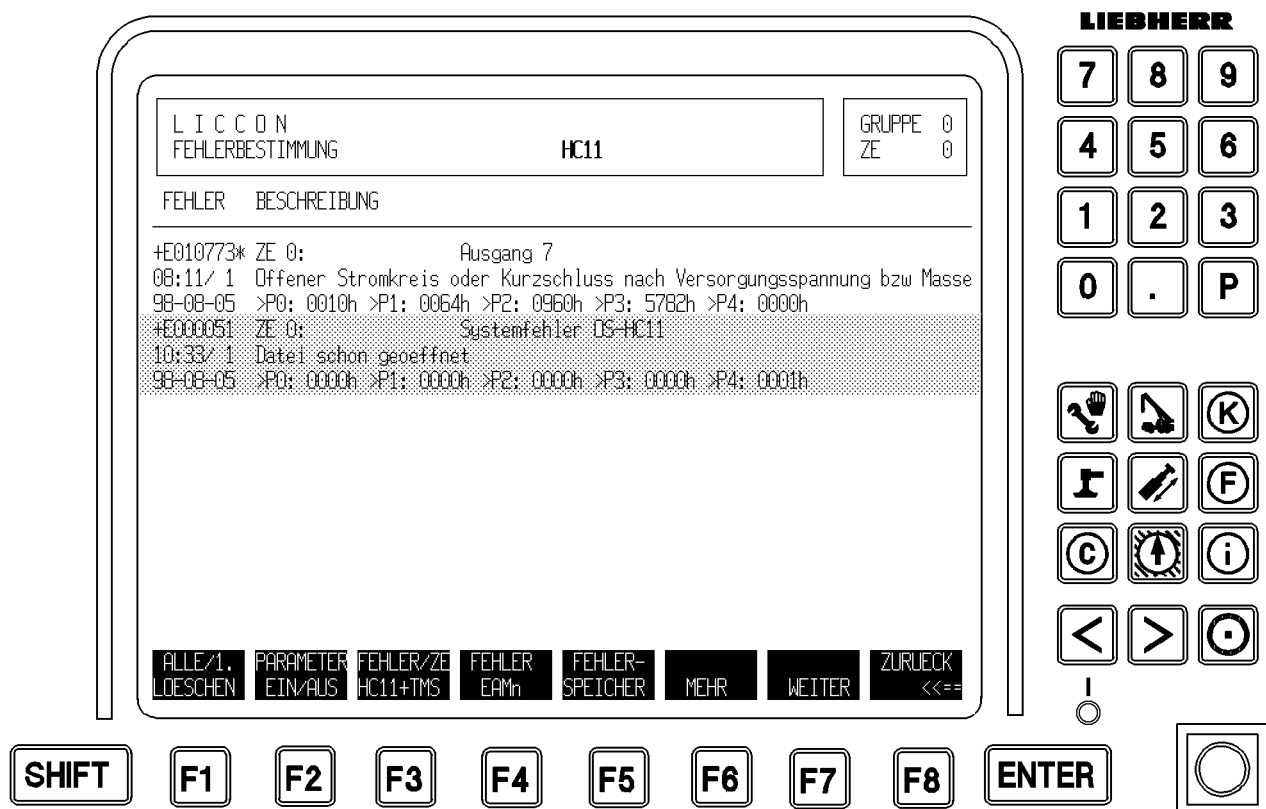 LIEBHERR
LICCON
FEHLERBESTIMMUNG HC11
GRUPPE 0
ZE 0
FEHLER BESCHREIBUNG
+E010773* ZE 0: Ausgang 7
08:11/ 1 Offener Stromkreis oder Kurzschluss nach Versorgungsspannung bzw Masse
98-08-05 >P0: 0010h >P1: 0064h >P2: 0960h >P3: 5782h >P4: 0000h
+E000051 ZE 0: Systemfehler OS-HC11
10:33/ 1 Datei schon geoeffnet
98-08-05 >P0: 0000h >P1: 0000h >P2: 0000h >P3: 0000h >P4: 0001h
ALLE/1. PARAMETER FEHLER/ZE FEHLER FEHLER- ZURUECK
LOESCHEN EIN/AUS HC11+TMS EAMn SPEICHER MEHR WEITER <<==
7 8 9
4 5 6
1 2 3
0 . P
K
F
C i
< >
I
SHIFT F1 F2 F3 F4 F5 F6 F7 F8 ENTER